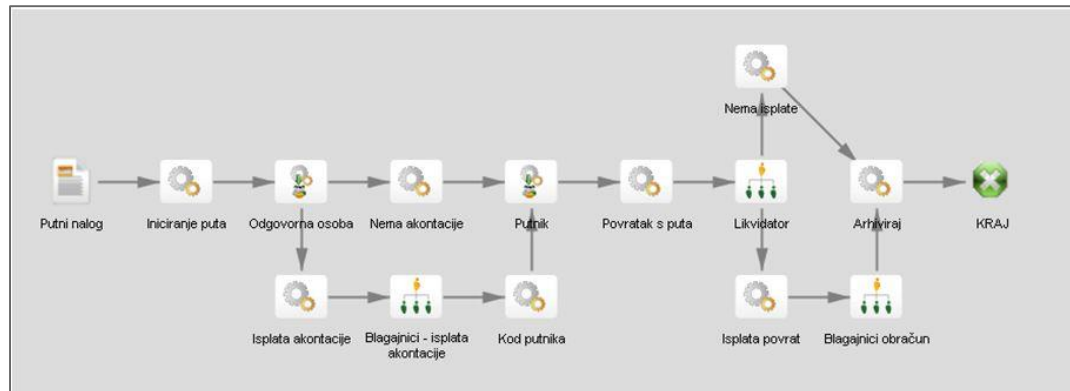 Nema isplate
Putni nalog
Iniciranje puta
Odgovorna osoba
Nema akontacije
Putnik
Povratak s puta
Likvidator
Arhiviraj
KRAJ
Isplata akontacije
Blagajnici - isplata
akontacije
Kod putnika
Isplata povrat
Blagajnici obračun